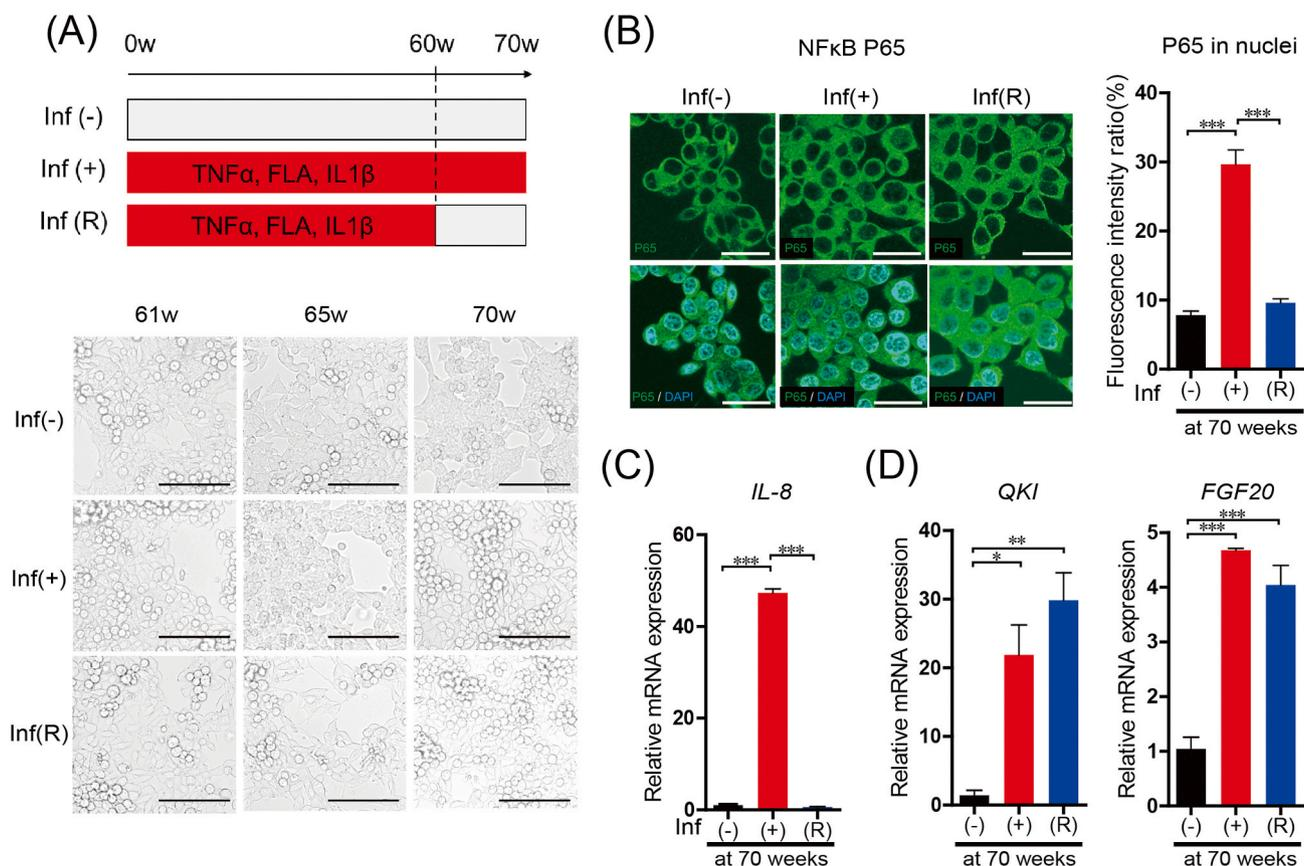 (A)
0w 60w 70w
Inf (-)
Inf (+) TNFα, FLA, IL1β
Inf (R) TNFα, FLA, IL1β
61w 65w 70w
Inf(-)
Inf(+)
Inf(R)
(B)
NFκB P65
Inf(-) Inf(+) Inf(R)
P65 P65 P65
P65 / DAPI P65 / DAPI P65 / DAPI
P65 in nuclei
Fluorescence intensity ratio(%)
40
30
20
10
0
*** ***
Inf (-) (+) (R)
at 70 weeks
(C)
IL-8
Relative mRNA expression
60
40
20
0
*** ***
Inf (-) (+) (R)
at 70 weeks
(D)
QKI
Relative mRNA expression
40
30
20
10
0
**
*
(-) (+) (R)
at 70 weeks
FGF20
Relative mRNA expression
5
4
3
2
1
0
***
***
(-) (+) (R)
at 70 weeks